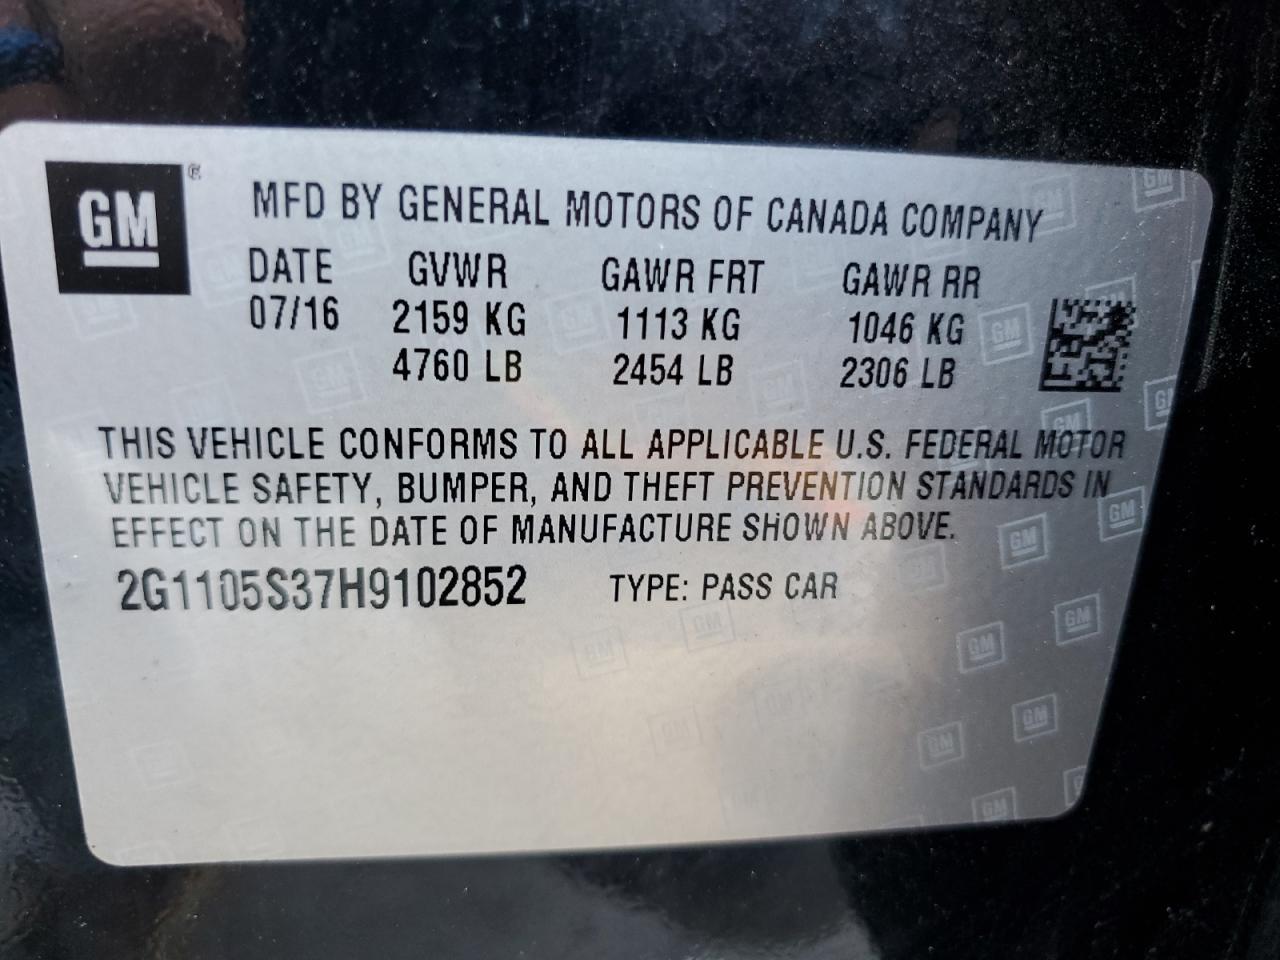 GM ®
MFD BY GENERAL MOTORS OF CANADA COMPANY
DATE GVWR GAWR FRT GAWR RR
07/16 2159 KG 1113 KG 1046 KG
4760 LB 2454 LB 2306 LB
THIS VEHICLE CONFORMS TO ALL APPLICABLE U.S. FEDERAL MOTOR
VEHICLE SAFETY, BUMPER, AND THEFT PREVENTION STANDARDS IN
EFFECT ON THE DATE OF MANUFACTURE SHOWN ABOVE.
2G1105S37H9102852 TYPE: PASS CAR